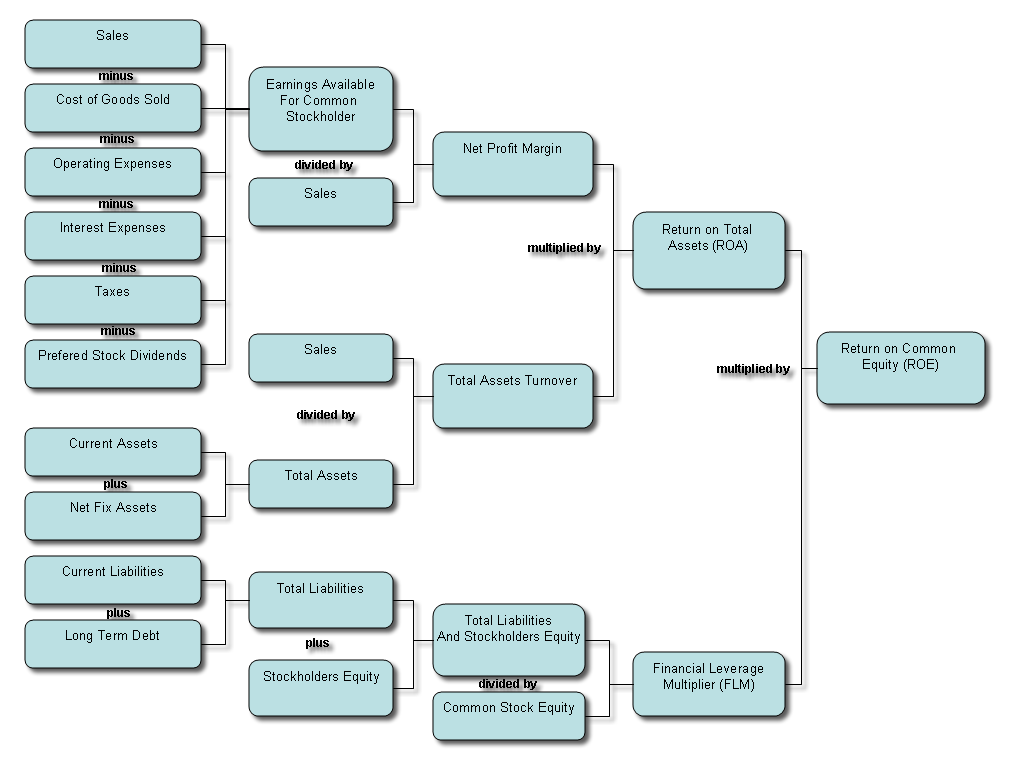 Sales
minus
Cost of Goods Sold
minus
Operating Expenses
minus
Interest Expenses
minus
Taxes
minus
Prefered Stock Dividends
Current Assets
plus
Net Fix Assets
Current Liabilities
plus
Long Term Debt
Earnings Available
For Common
Stockholder
divided by
Sales
Sales
divided by
Total Assets
Total Liabilities
plus
Stockholders Equity
Net Profit Margin
multiplied by
Total Assets Turnover
Total Liabilities
And Stockholders Equity
divided by
Common Stock Equity
Return on Total
Assets (ROA)
multiplied by
Financial Leverage
Multiplier (FLM)
Return on Common
Equity (ROE)